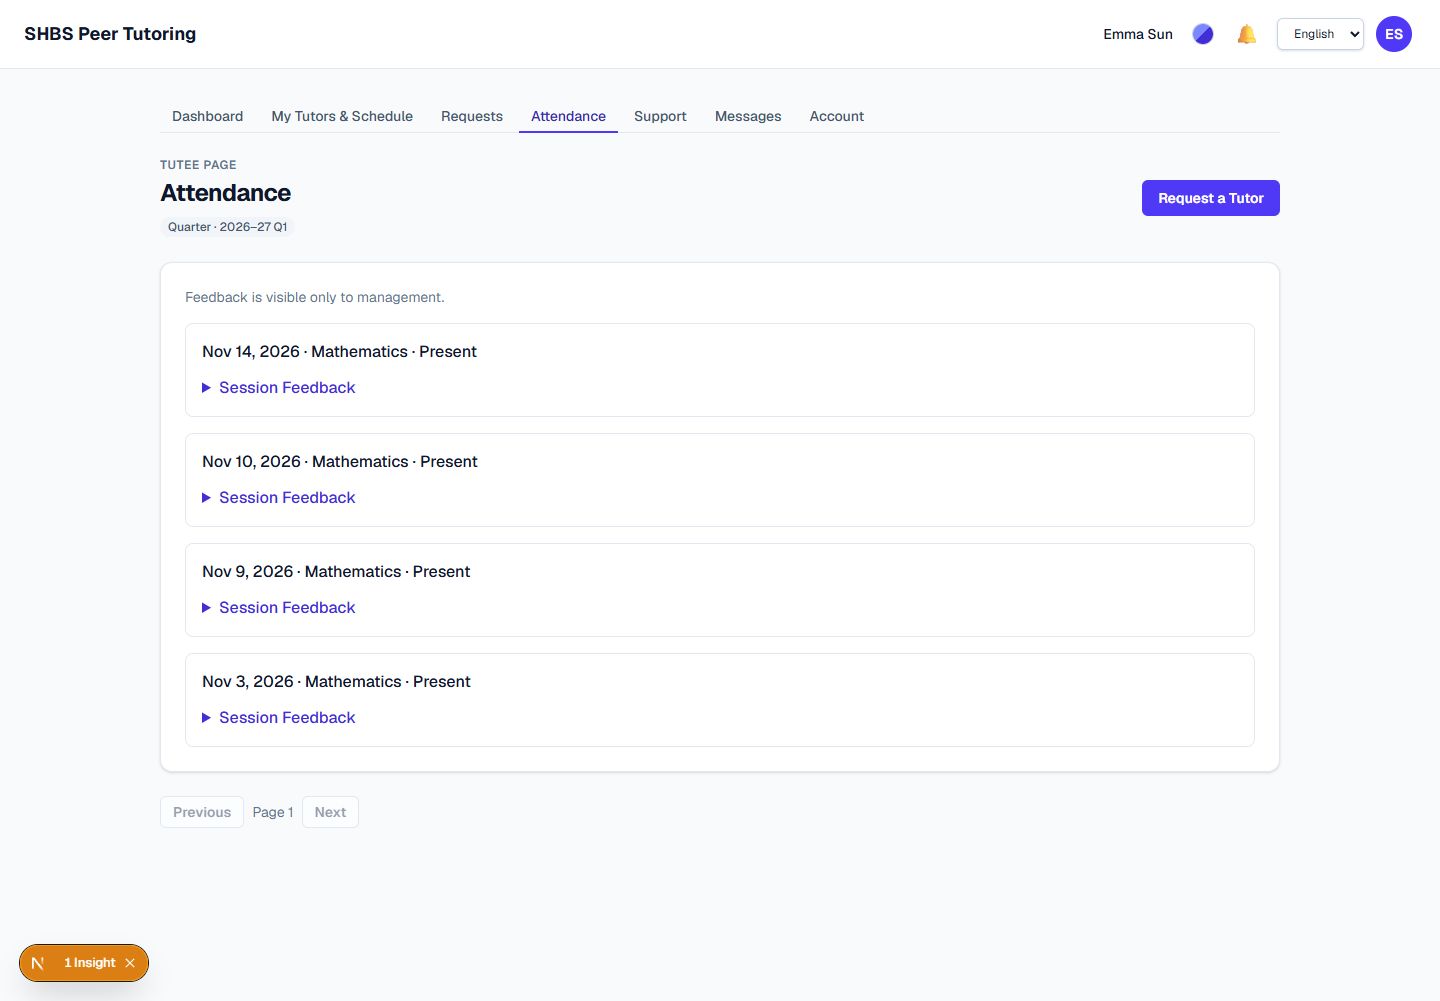 SHBS Peer Tutoring
Emma Sun
English
ES
Dashboard
My Tutors & Schedule
Requests
Attendance
Support
Messages
Account
TUTEE PAGE
Attendance
Request a Tutor
Quarter · 2026–27 Q1
Feedback is visible only to management.
Nov 14, 2026 · Mathematics · Present
Session Feedback
Nov 10, 2026 · Mathematics · Present
Session Feedback
Nov 9, 2026 · Mathematics · Present
Session Feedback
Nov 3, 2026 · Mathematics · Present
Session Feedback
Previous
Page 1
Next
N
1 Insight